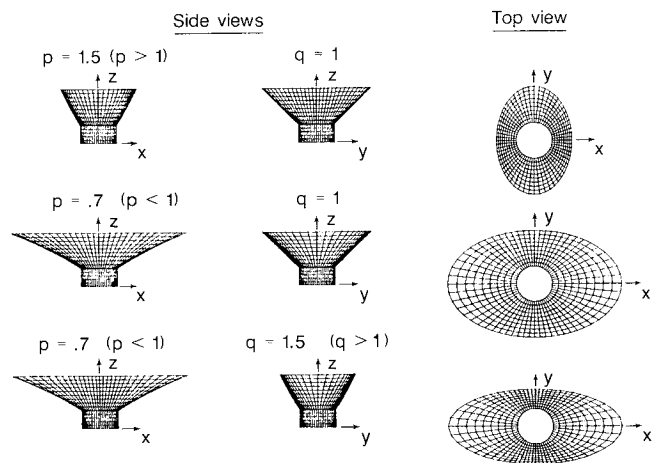 Side views
Top view
p = 1.5 (p > 1)
q = 1
z
x
z
y
y
x
p = .7 (p < 1)
q = 1
z
x
z
y
y
x
p = .7 (p < 1)
q = 1.5 (q > 1)
z
x
z
y
y
x